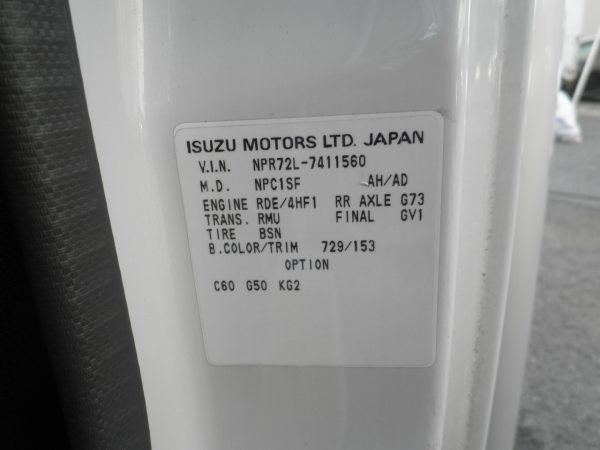 ISUZU MOTORS LTD. JAPAN
V.I.N. NPR72L-7411560
M.D. NPC1SF AH/AD
ENGINE RDE/4HF1 RR AXLE G73
TRANS. RMU FINAL GV1
TIRE BSN
B.COLOR/TRIM 729/153
OPTION
C60 G50 KG2